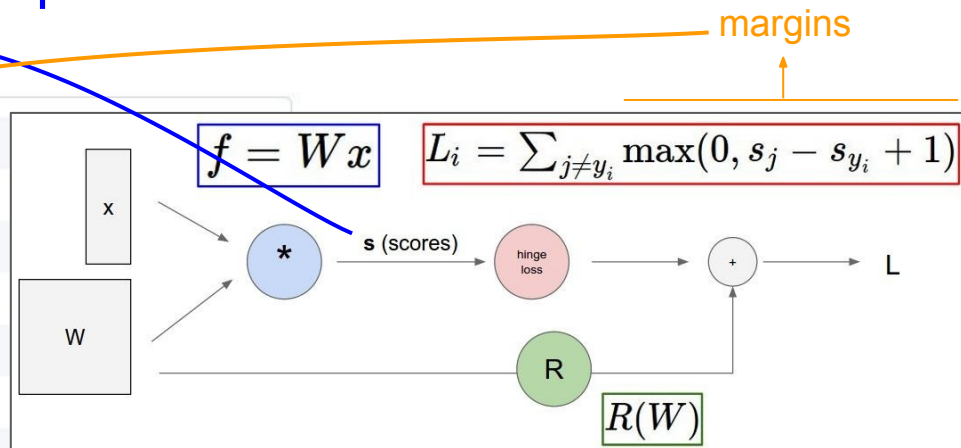 margins
f = Wx
L_i = \sum_{j \neq y_i} \max(0, s_j - s_{y_i} + 1)
x
*
s (scores)
hinge
loss
+
L
W
R
R(W)